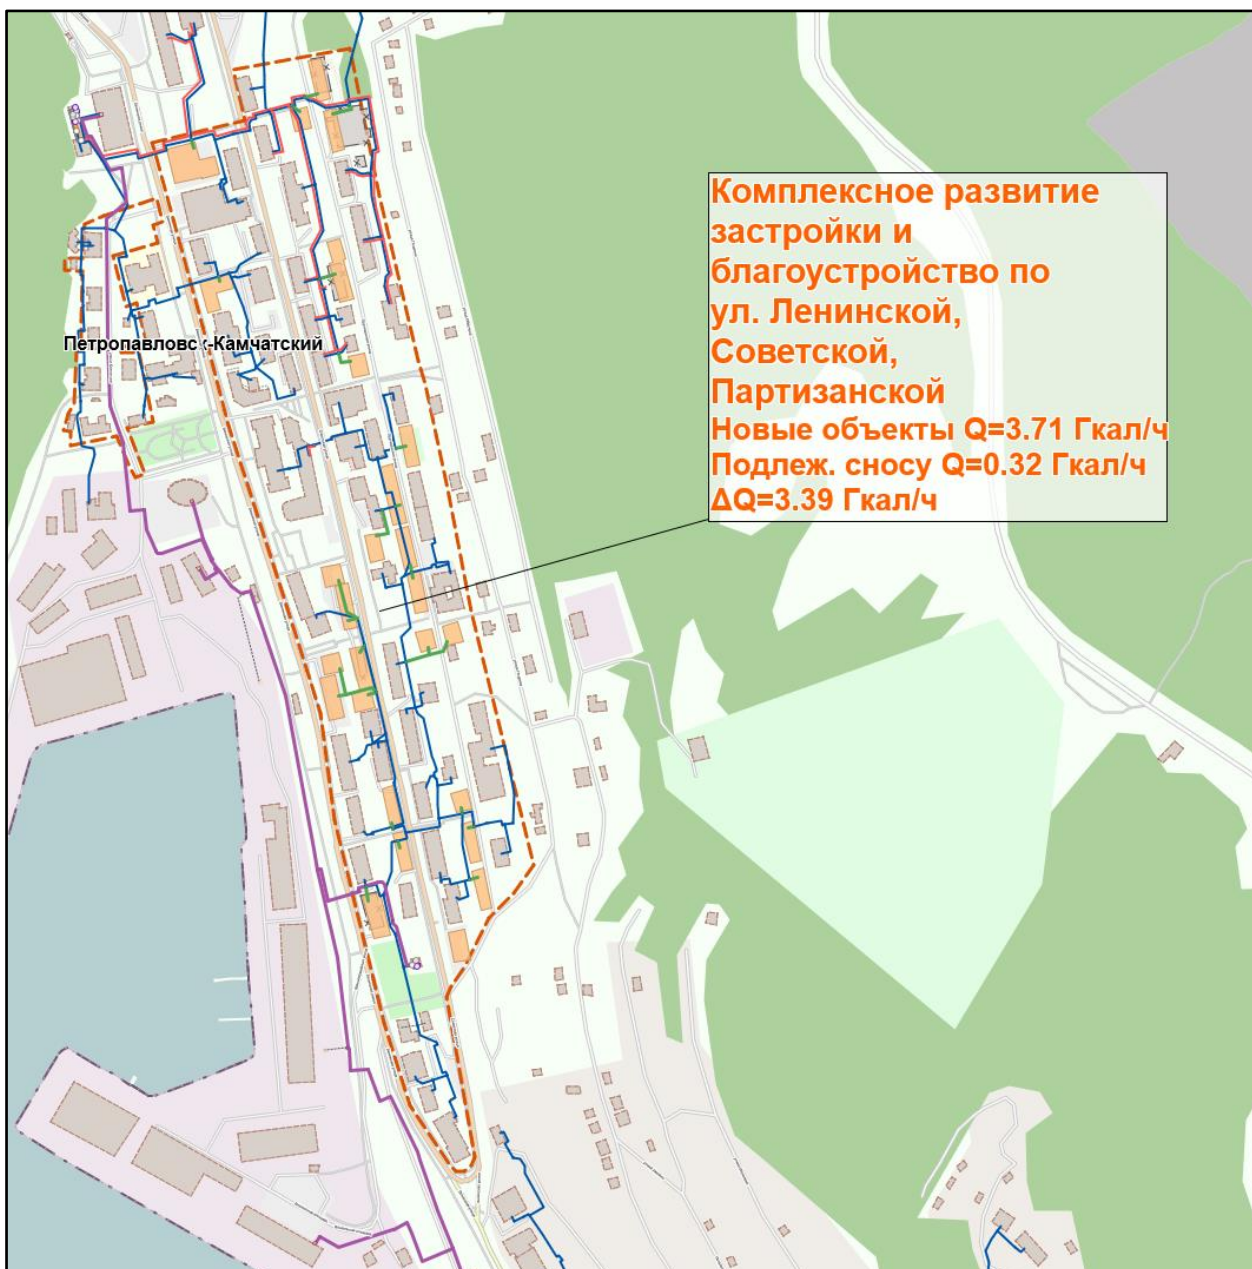 Комплексное развитие
застройки и
благоустройство по
ул. Ленинской,
Советской,
Партизанской
Новые объекты Q=3.71 Гкал/ч
Подлеж. сносу Q=0.32 Гкал/ч
ΔQ=3.39 Гкал/ч
Петропавловск-Камчатский